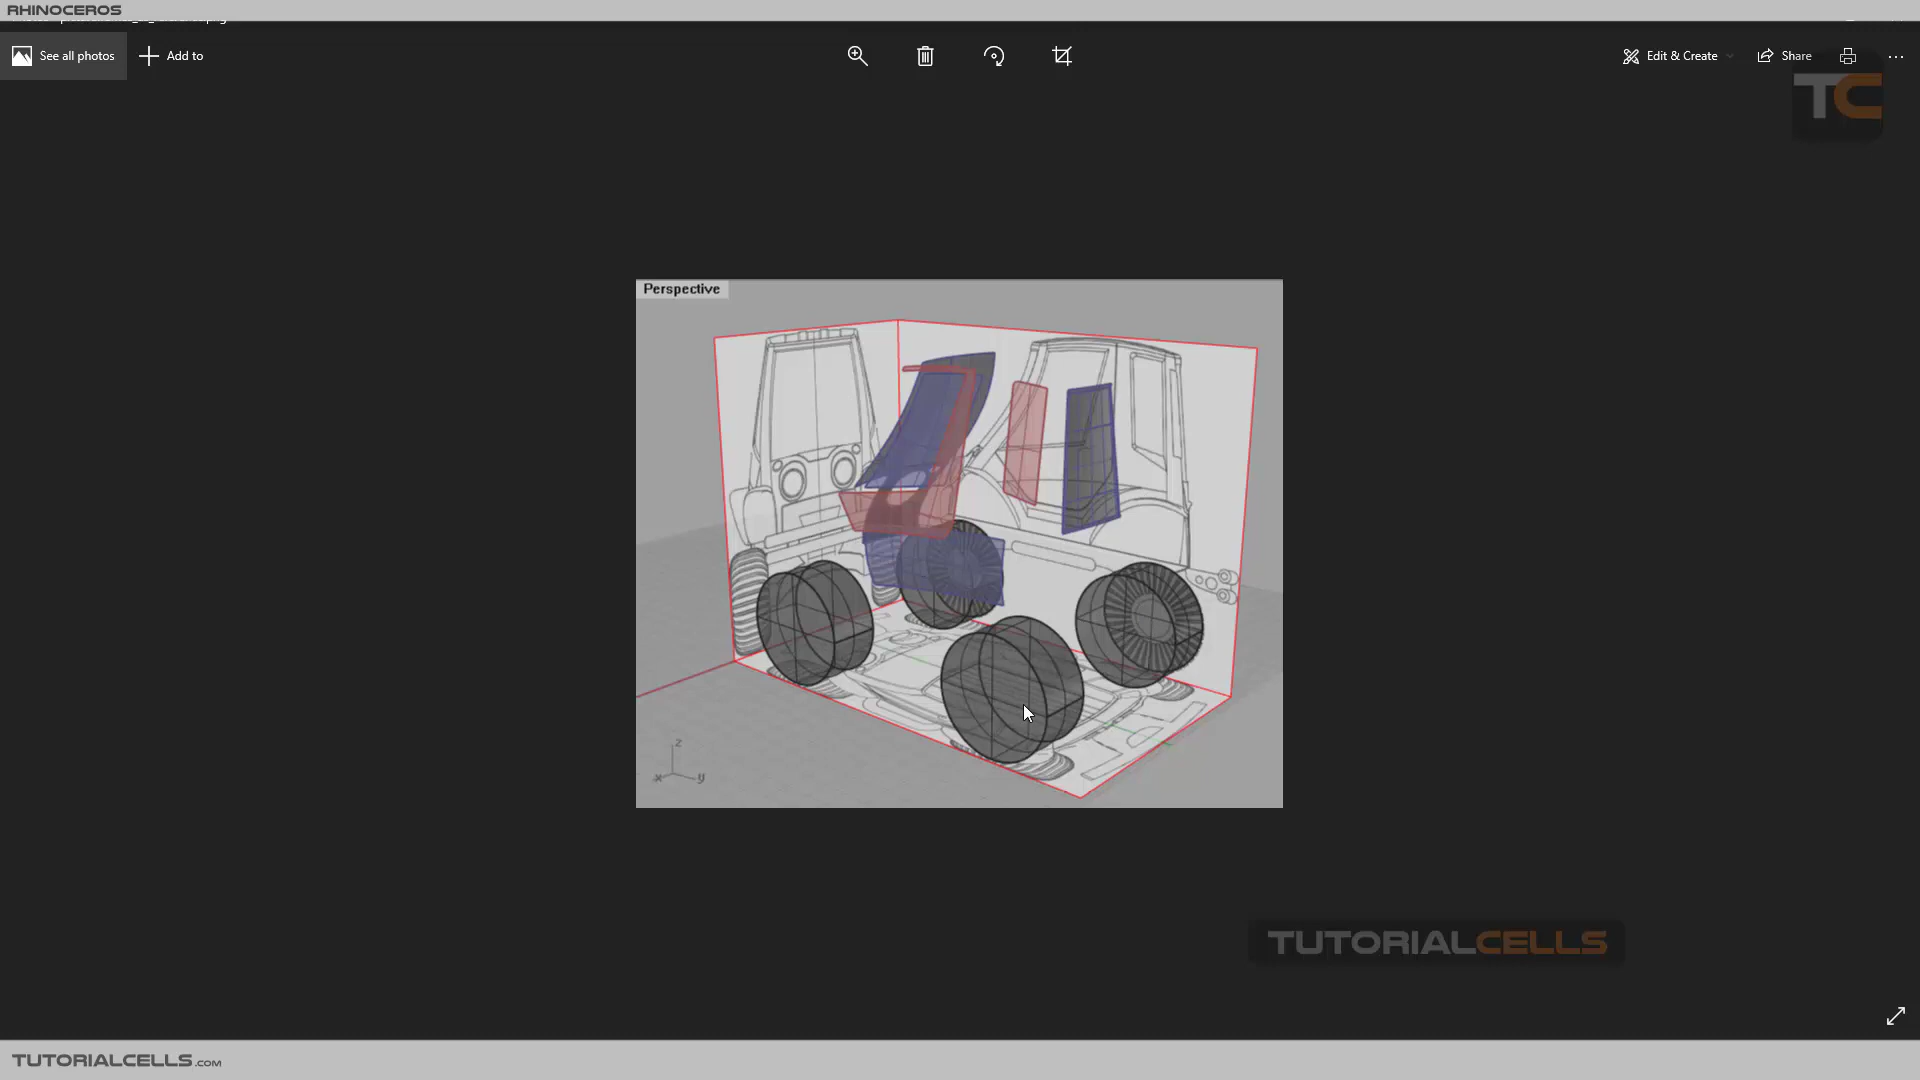 RHINOCEROS
See all photos
Add to
Edit & Create
Share
TC
Perspective
z
x
y
TUTORIALCELLS
TUTORIALCELLS.COM